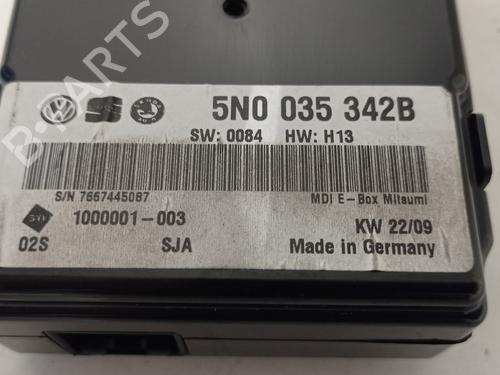 B-PARTS
5N0 035 342B
SW: 0084 HW: H13
S/N 7667445087
MDI E-Box Mitsumi
1000001-003
KW 22/09
02S
SJA
Made in Germany